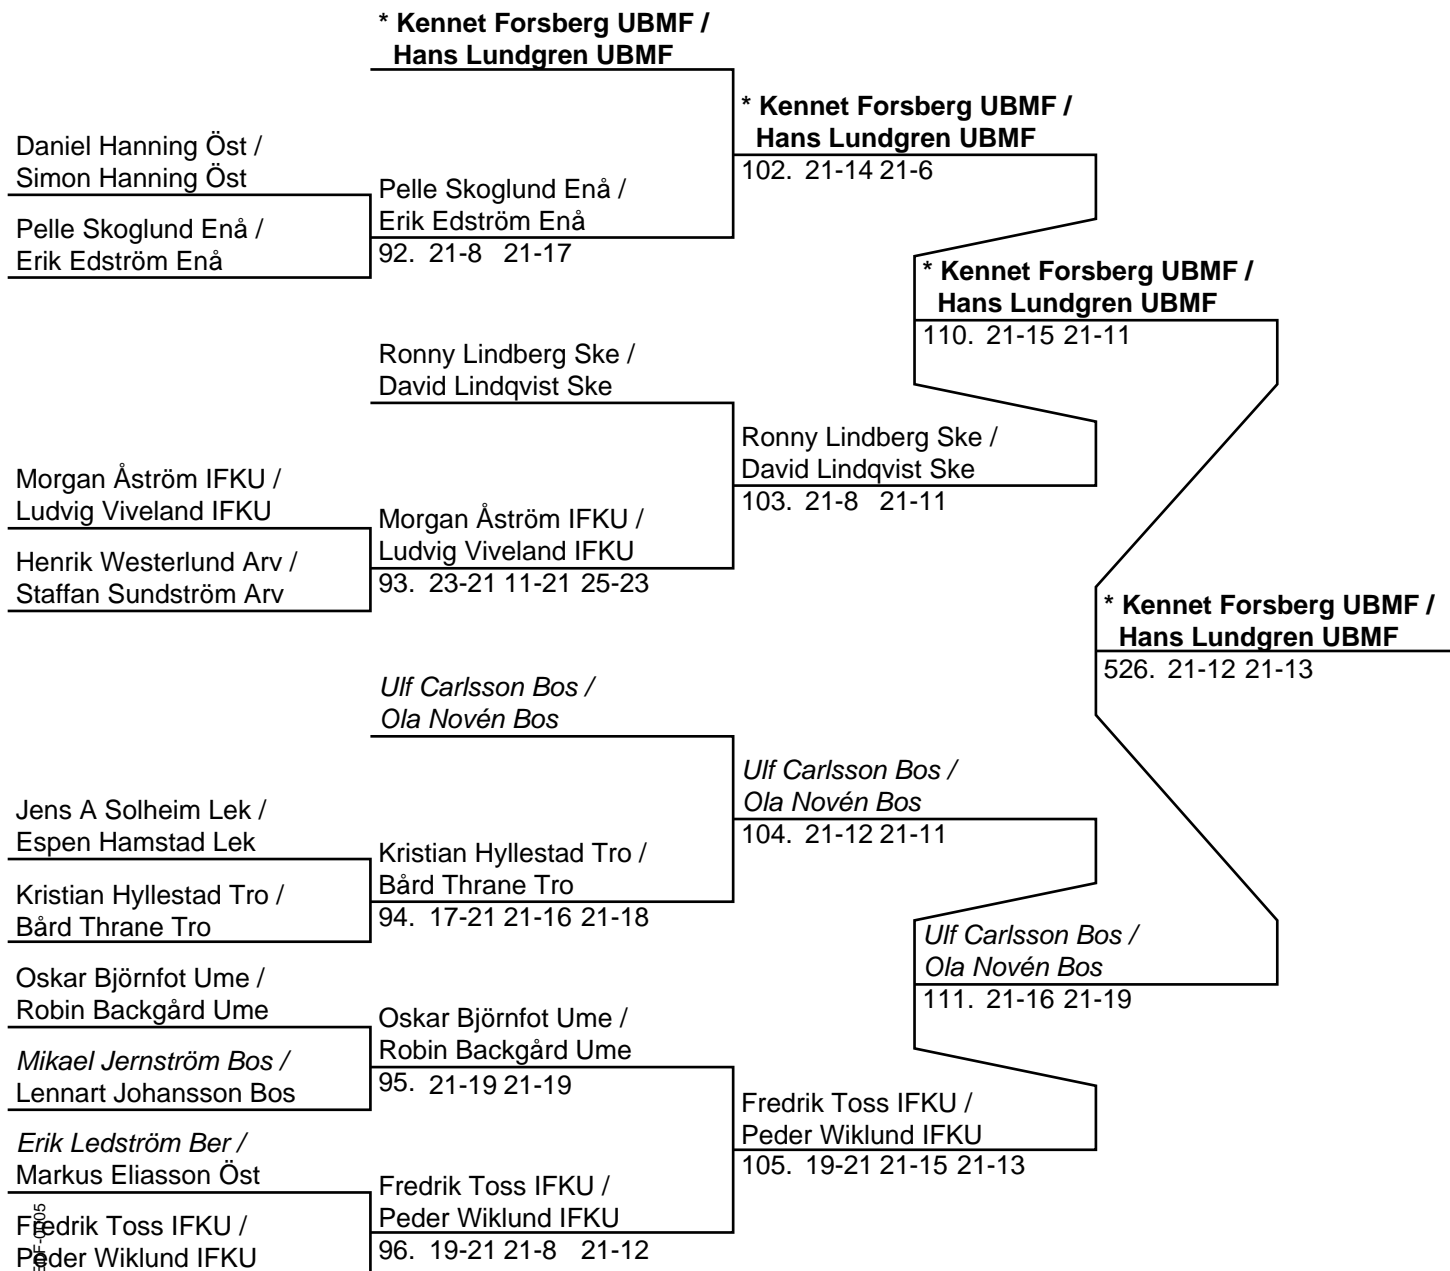 * Kennet Forsberg UBMF /
Hans Lundgren UBMF
* Kennet Forsberg UBMF /
Hans Lundgren UBMF
102. 21-14 21-6
Daniel Hanning Öst /
Simon Hanning Öst
Pelle Skoglund Enå /
Erik Edström Enå
Pelle Skoglund Enå /
Erik Edström Enå
92. 21-8 21-17
* Kennet Forsberg UBMF /
Hans Lundgren UBMF
110. 21-15 21-11
Ronny Lindberg Ske /
David Lindqvist Ske
Ronny Lindberg Ske /
David Lindqvist Ske
103. 21-8 21-11
Morgan Åström IFKU /
Ludvig Viveland IFKU
Henrik Westerlund Arv /
Staffan Sundström Arv
Morgan Åström IFKU /
Ludvig Viveland IFKU
93. 23-21 11-21 25-23
* Kennet Forsberg UBMF /
Hans Lundgren UBMF
526. 21-12 21-13
Ulf Carlsson Bos /
Ola Novén Bos
Ulf Carlsson Bos /
Ola Novén Bos
104. 21-12 21-11
Jens A Solheim Lek /
Espen Hamstad Lek
Kristian Hyllestad Tro /
Bård Thrane Tro
Kristian Hyllestad Tro /
Bård Thrane Tro
94. 17-21 21-16 21-18
Ulf Carlsson Bos /
Ola Novén Bos
111. 21-16 21-19
Oskar Björnfot Ume /
Robin Backgård Ume
Mikael Jernström Bos /
Lennart Johansson Bos
Oskar Björnfot Ume /
Robin Backgård Ume
95. 21-19 21-19
Fredrik Toss IFKU /
Peder Wiklund IFKU
105. 19-21 21-15 21-13
Erik Ledström Ber /
Markus Eliasson Öst
Fredrik Toss IFKU /
Peder Wiklund IFKU
Fredrik Toss IFKU /
Peder Wiklund IFKU
96. 19-21 21-8 21-12